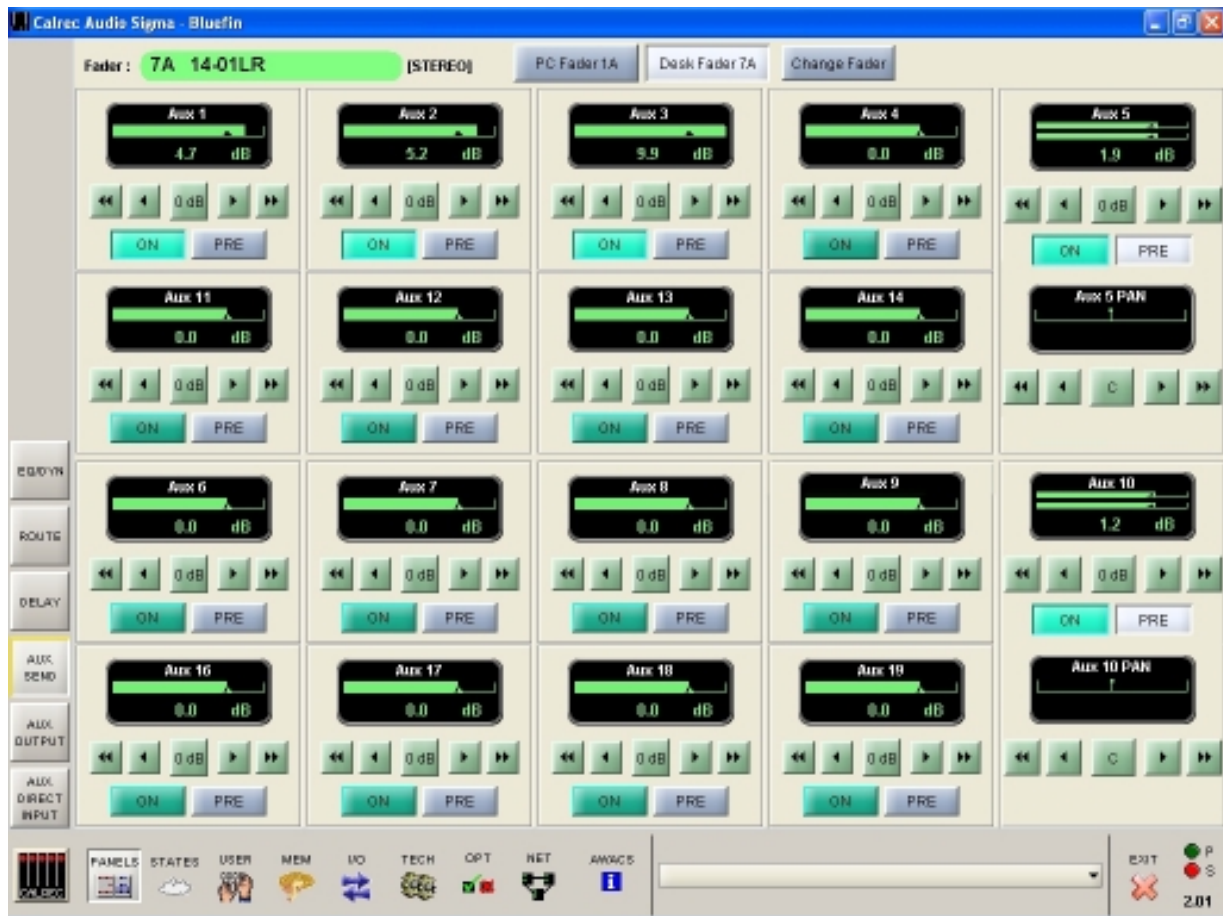 Calrec Audio Sigma - Bluefin
Fader : 7A 14-01LR [STEREO] PC Fader 1A Desk Fader 7A Change Fader
Aux 1 Aux 2 Aux 3 Aux 4 Aux 5
4.7 dB 5.2 dB 9.9 dB 0.0 dB 1.9 dB
0 dB 0 dB 0 dB 0 dB 0 dB
ON PRE ON PRE ON PRE ON PRE ON PRE
Aux 11 Aux 12 Aux 13 Aux 14 Aux 5 PAN
0.0 dB 0.0 dB 0.0 dB 0.0 dB
0 dB 0 dB 0 dB 0 dB C
ON PRE ON PRE ON PRE ON PRE
EQ/DYN
Aux 6 Aux 7 Aux 8 Aux 9 Aux 10
0.0 dB 0.0 dB 0.0 dB 0.0 dB 1.2 dB
ROUTE
0 dB 0 dB 0 dB 0 dB 0 dB
DELAY
ON PRE ON PRE ON PRE ON PRE ON PRE
AUX
SEND
Aux 16 Aux 17 Aux 18 Aux 19 Aux 10 PAN
0.0 dB 0.0 dB 0.0 dB 0.0 dB
AUX
OUTPUT
0 dB 0 dB 0 dB 0 dB C
AUX
DIRECT
INPUT
ON PRE ON PRE ON PRE ON PRE
CALREC PANELS STATES USER MEM I/O TECH OPT NET AWACS EXIT P
S
2.01